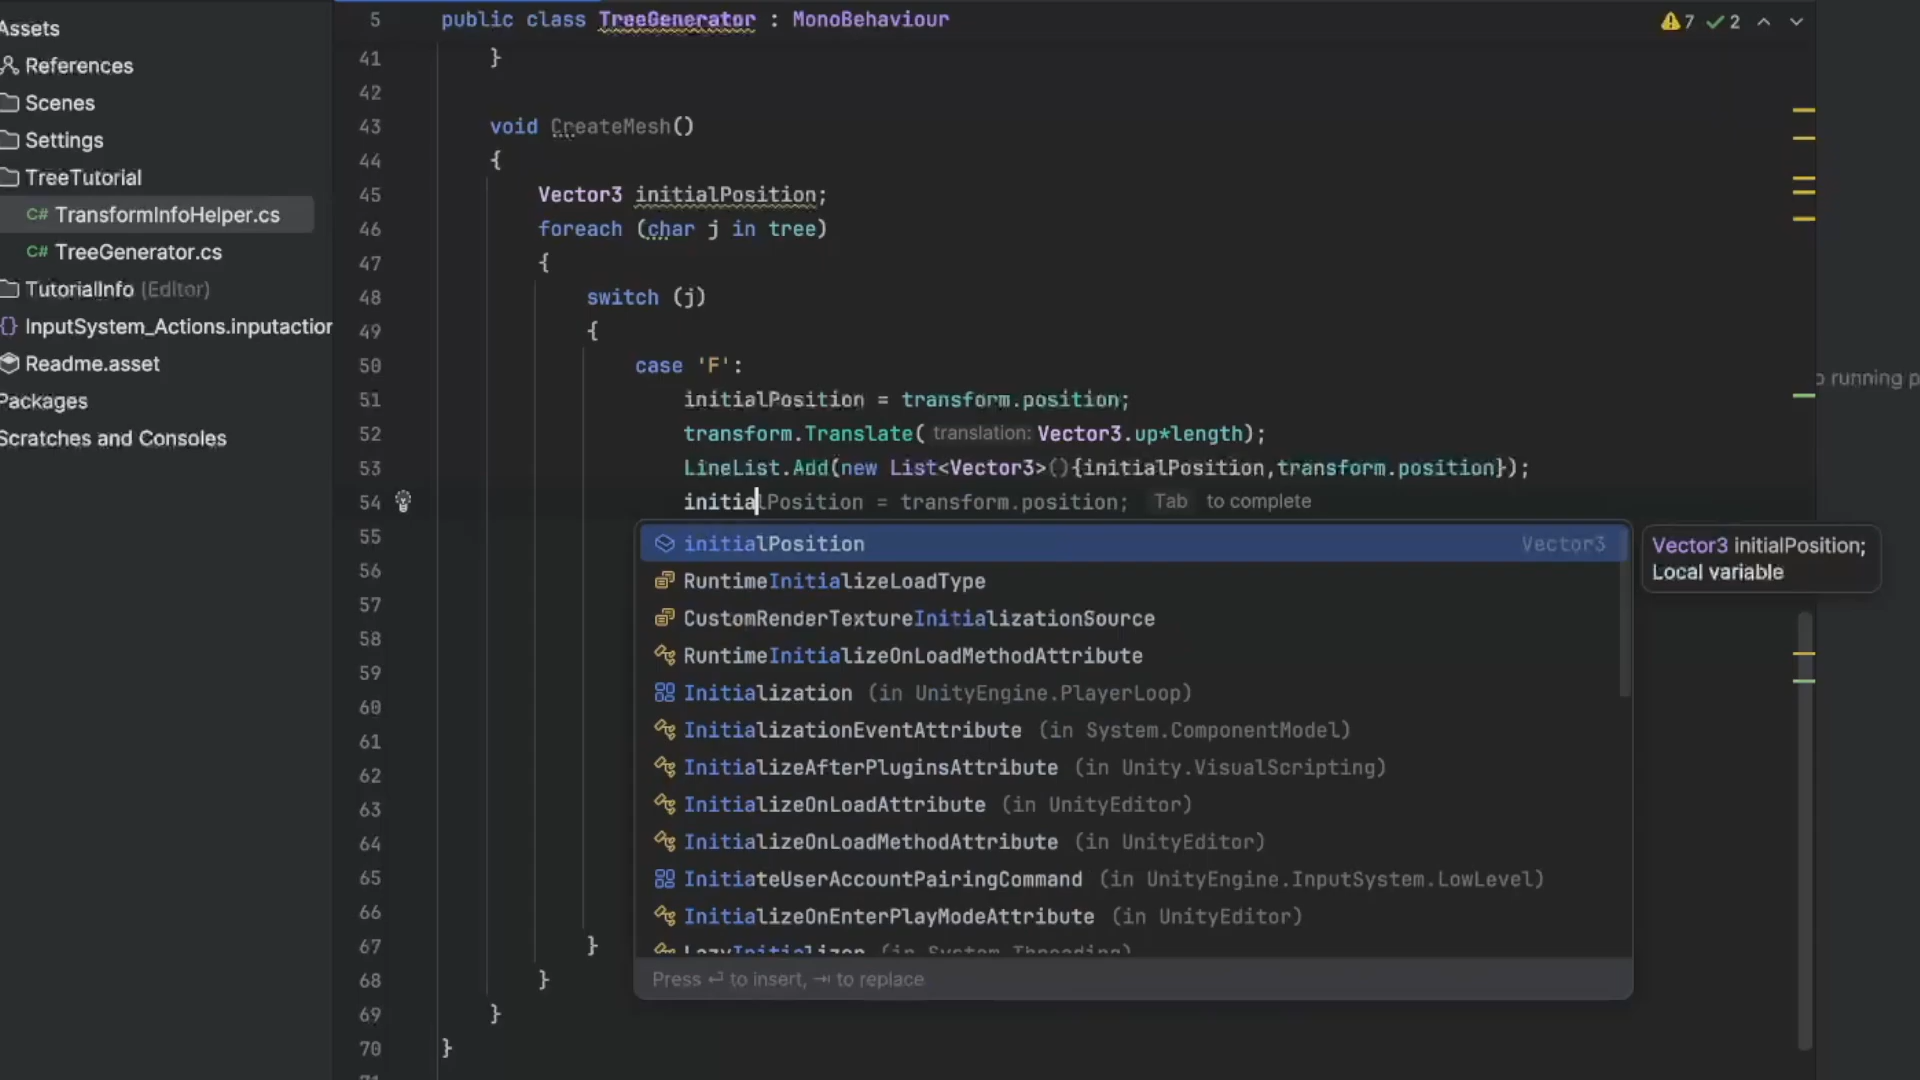 Assets
References
Scenes
Settings
TreeTutorial
C# TransformInfoHelper.cs
C# TreeGenerator.cs
TutorialInfo (Editor)
{} InputSystem_Actions.inputaction
Readme.asset
Packages
Scratches and Consoles
5 public class TreeGenerator : MonoBehaviour
7 2
41 }
42
43 void CreateMesh()
44 {
45 Vector3 initialPosition;
46 foreach (char j in tree)
47 {
48 switch (j)
49 {
50 case 'F':
51 initialPosition = transform.position;
52 transform.Translate( translation: Vector3.up*length);
53 LineList.Add(new List<Vector3>(){initialPosition,transform.position});
54 initialPosition = transform.position; Tab to complete
55
56
57
58
59
60
61
62
63
64
65
66
67 }
68 }
69 }
70 }
initialPosition Vector3
RuntimeInitializeLoadType
CustomRenderTextureInitializationSource
RuntimeInitializeOnLoadMethodAttribute
Initialization (in UnityEngine.PlayerLoop)
InitializationEventAttribute (in System.ComponentModel)
InitializeAfterPluginsAttribute (in Unity.VisualScripting)
InitializeOnLoadAttribute (in UnityEditor)
InitializeOnLoadMethodAttribute (in UnityEditor)
InitiateUserAccountPairingCommand (in UnityEngine.InputSystem.LowLevel)
InitializeOnEnterPlayModeAttribute (in UnityEditor)
LazyInitializer (in System.Threading)
Press ⏎ to insert, ⇥ to replace
Vector3 initialPosition;
Local variable
running p